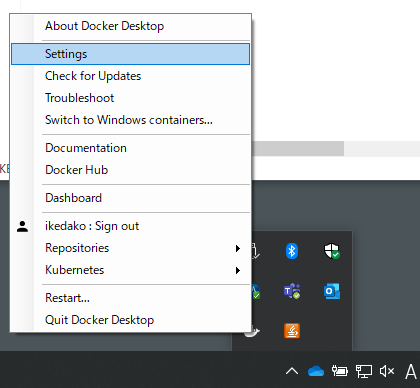 About Docker Desktop
Settings
Check for Updates
Troubleshoot
Switch to Windows containers...
Documentation
Docker Hub
Dashboard
ikedako : Sign out
Repositories
Kubernetes
Restart...
Quit Docker Desktop
A